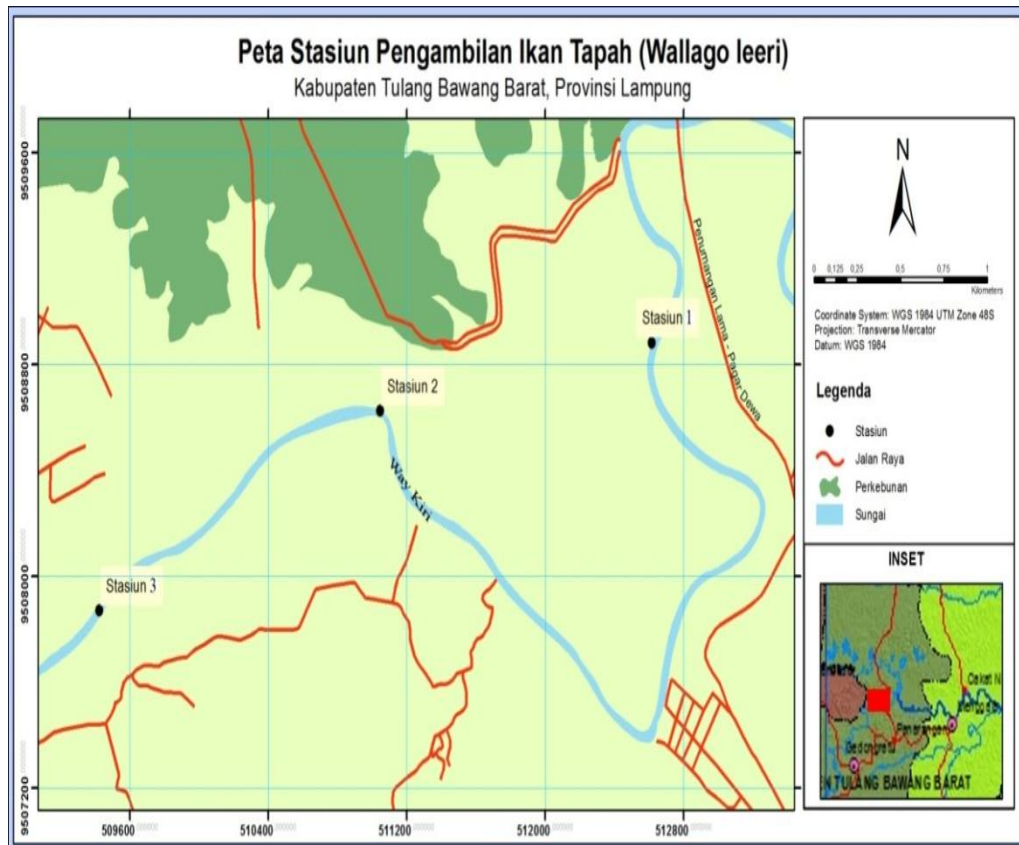 Peta Stasiun Pengambilan Ikan Tapah (Wallago leeri)
Kabupaten Tulang Bawang Barat, Provinsi Lampung
9509600
9508800
9508000
9507200
509600
510400
511200
512000
512800
Stasiun 1
Stasiun 2
Stasiun 3
Way Kiri
Penumangan Lama - Pagar Dewa
N
0 0,125 0,25 0,5 0,75 1
Kilometers
Coordinate System: WGS 1984 UTM Zone 48S
Projection: Transverse Mercator
Datum: WGS 1984
Legenda
Stasiun
Jalan Raya
Perkebunan
Sungai
INSET
Cakat N
Menggala
Panaragan
N TULANG BAWANG BARAT